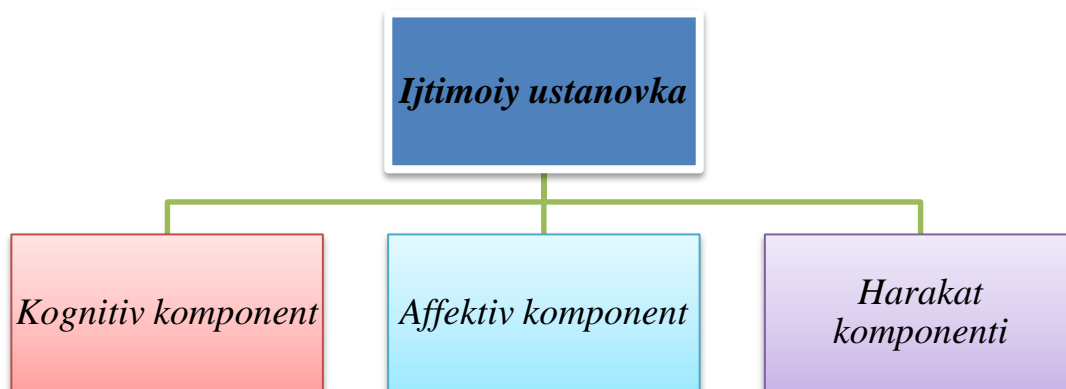 Ijtimoiy ustanovka
Kognitiv komponent
Affektiv komponent
Harakat
komponenti